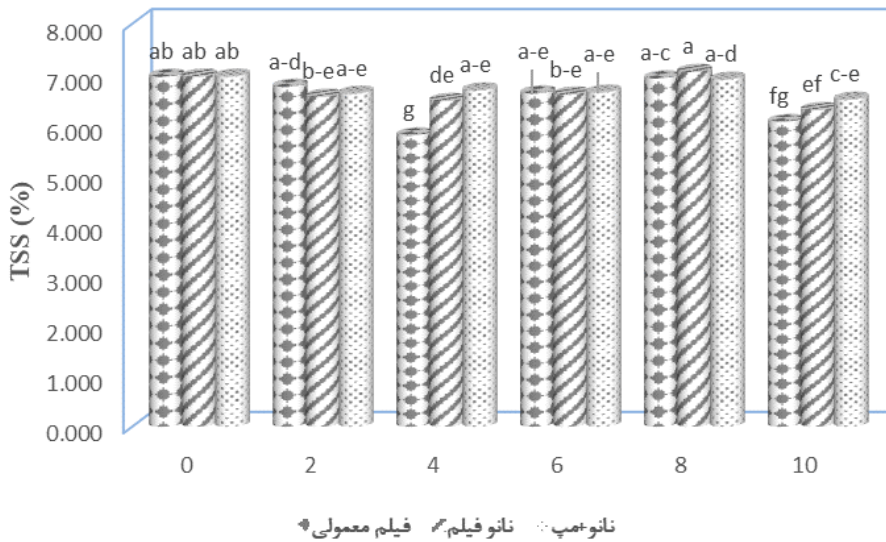 8.000
7.000
6.000
5.000
4.000
3.000
2.000
1.000
0.000
TSS (%)
ab ab ab
a-d b-e a-e
g de a-e
a-e b-e a-e
a-c a a-d
fg ef c-e
0 2 4 6 8 10
فیلم معمولی نانو فیلم نانو+مپ